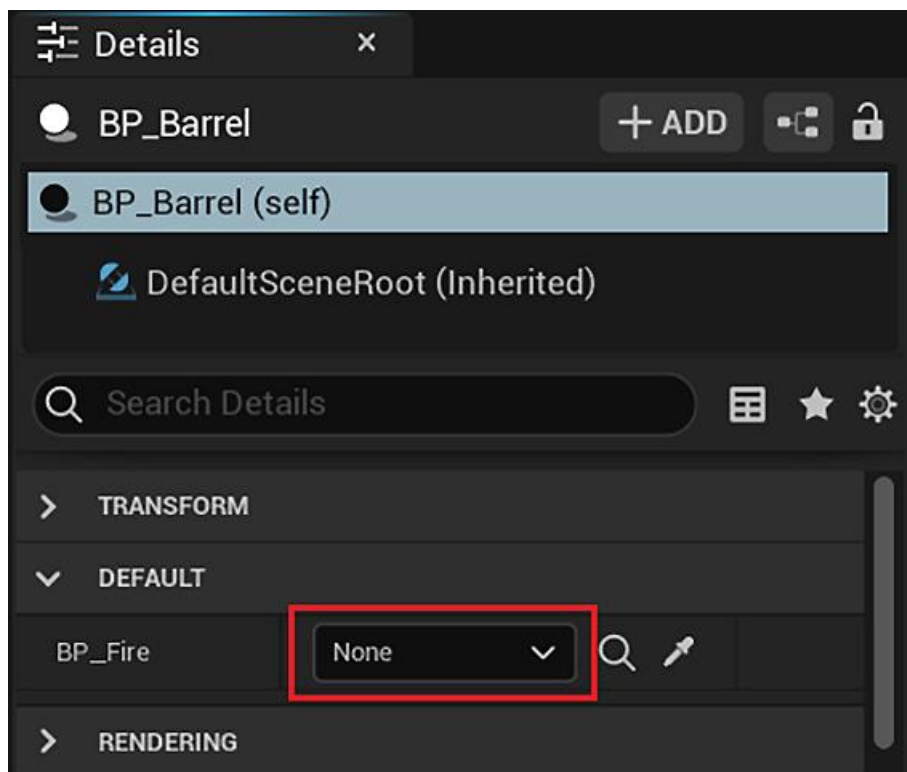 Details
BP_Barrel
+ ADD
BP_Barrel (self)
DefaultSceneRoot (Inherited)
Search Details
TRANSFORM
DEFAULT
BP_Fire None
RENDERING